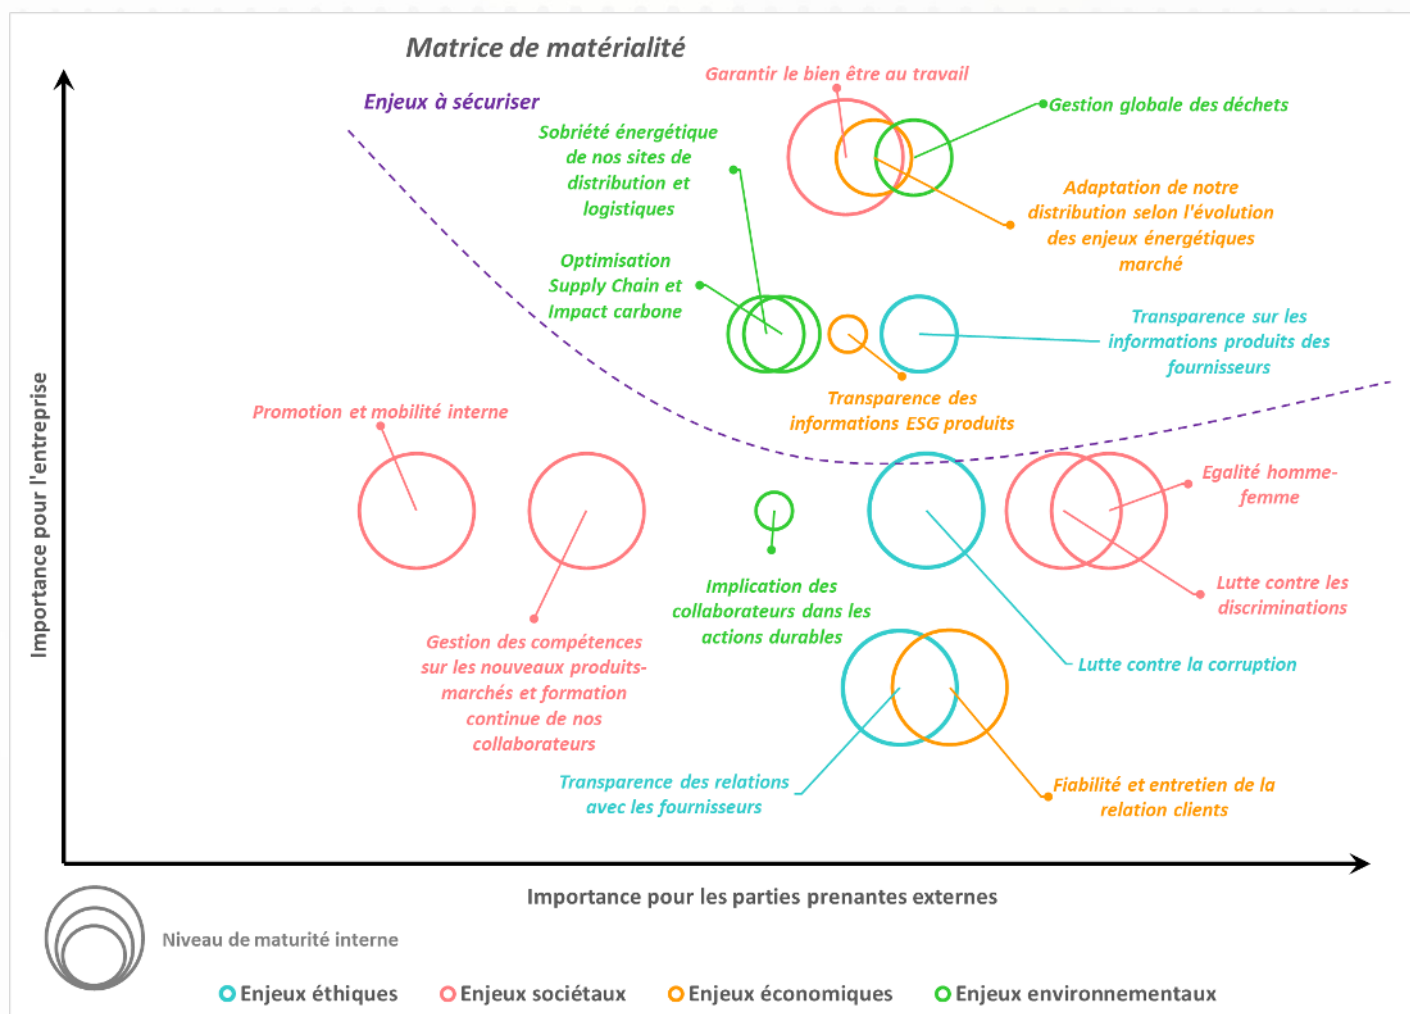 Matrice de matérialité
Garantir le bien être au travail
Enjeux à sécuriser
Gestion globale des déchets
Sobriété énergétique
de nos sites de
distribution et
logistiques
Adaptation de notre
distribution selon l'évolution
des enjeux énergétiques
marché
Optimisation
Supply Chain et
Impact carbone
Transparence sur les
informations produits des
fournisseurs
Transparence des
informations ESG produits
Promotion et mobilité interne
Egalité homme-
femme
Implication des
collaborateurs dans les
actions durables
Lutte contre les
discriminations
Gestion des compétences
sur les nouveaux produits-
marchés et formation
continue de nos
collaborateurs
Lutte contre la corruption
Transparence des relations
avec les fournisseurs
Fiabilité et entretien de la
relation clients
Importance pour l'entreprise
Importance pour les parties prenantes externes
Niveau de maturité interne
Enjeux éthiques
Enjeux sociétaux
Enjeux économiques
Enjeux environnementaux